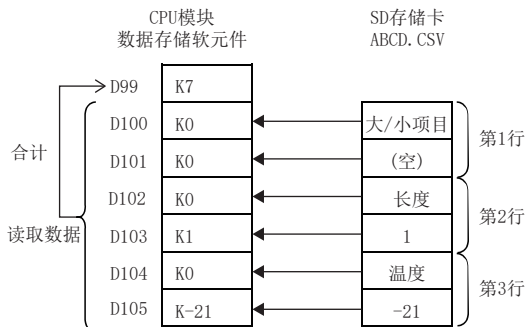 CPU模块 SD存储卡
数据存储软元件 ABCD.CSV
D99 K7
D100 K0 大/小项目
第1行
合计 D101 K0 (空)
D102 K0 长度
第2行
读取数据 D103 K1 1
D104 K0 温度
第3行
D105 K-21 -21